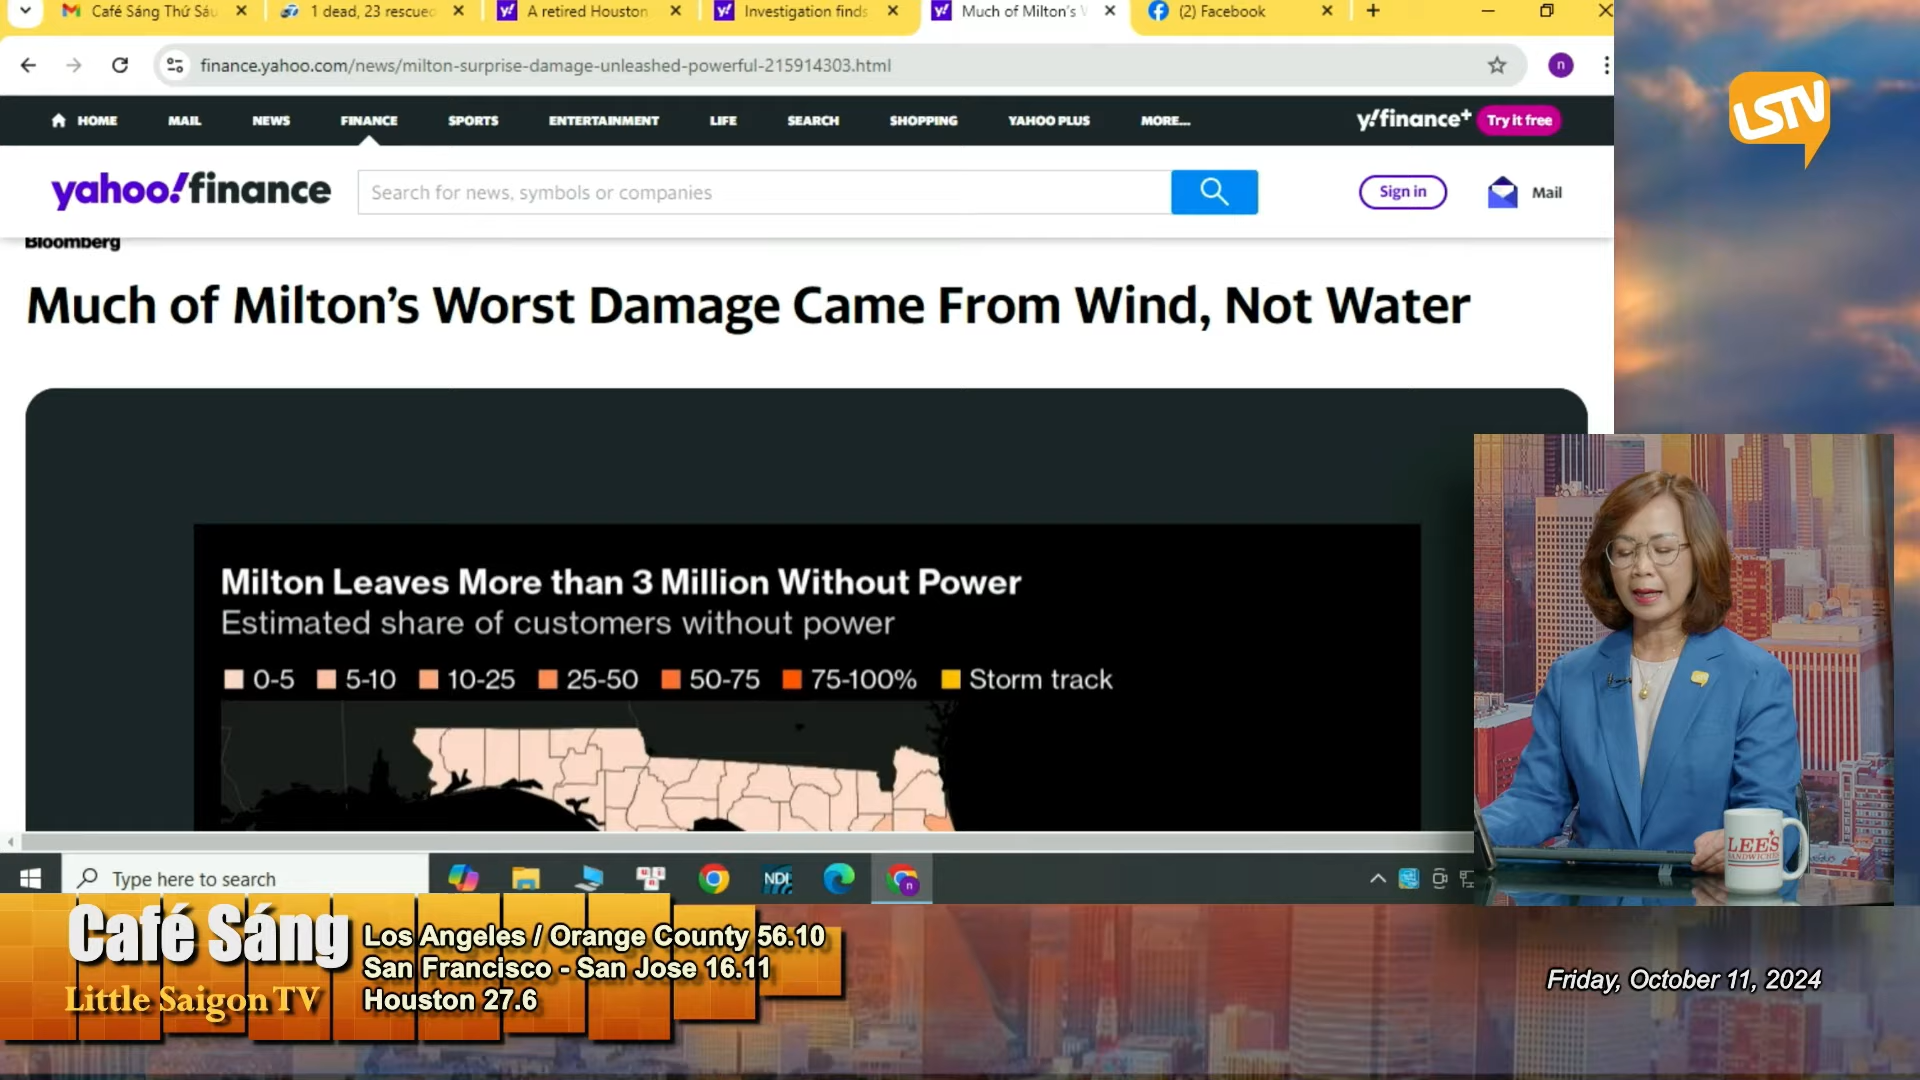 Café Sáng Thứ Sáu
1 dead, 23 rescued
A retired Houston
Investigation finds
Much of Milton's W
(2) Facebook
finance.yahoo.com/news/milton-surprise-damage-unleashed-powerful-215914303.html
n
HOME
MAIL
NEWS
FINANCE
SPORTS
ENTERTAINMENT
LIFE
SEARCH
SHOPPING
YAHOO PLUS
MORE...
y!finance+
Try it free
LSTV
yahoo!finance
Search for news, symbols or companies
Sign in
Mail
Bloomberg
Much of Milton's Worst Damage Came From Wind, Not Water
Milton Leaves More than 3 Million Without Power
Estimated share of customers without power
0-5 5-10 10-25 25-50 50-75 75-100% Storm track
LEE'S
SANDWICHES
Type here to search
NDI
n
Café Sáng
Little Saigon TV
Los Angeles / Orange County 56.10
San Francisco - San Jose 16.11
Houston 27.6
Friday, October 11, 2024